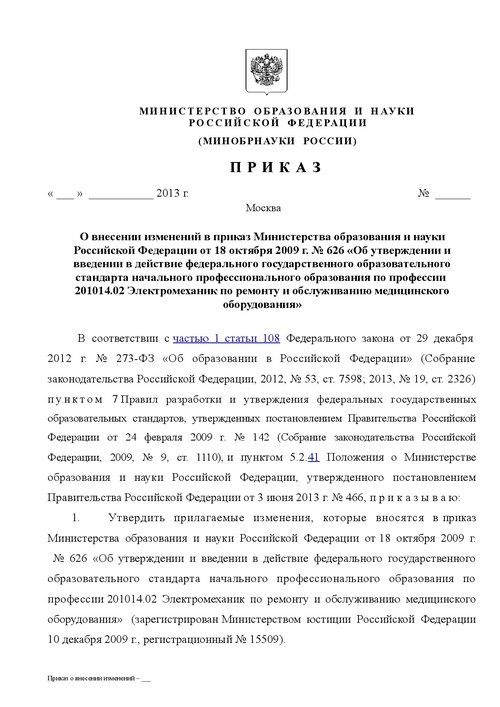 МИНИСТЕРСТВО ОБРАЗОВАНИЯ И НАУКИ
РОССИЙСКОЙ ФЕДЕРАЦИИ
(МИНОБРНАУКИ РОССИИ)
ПРИКАЗ
« ___ » ___________ 2013 г. № ______
Москва
О внесении изменений в приказ Министерства образования и науки
Российской Федерации от 18 октября 2009 г. № 626 «Об утверждении и
введении в действие федерального государственного образовательного
стандарта начального профессионального образования по профессии
201014.02 Электромеханик по ремонту и обслуживанию медицинского
оборудования»
В соответствии с частью 1 статьи 108 Федерального закона от 29 декабря
2012 г. № 273-ФЗ «Об образовании в Российской Федерации» (Собрание
законодательства Российской Федерации, 2012, № 53, ст. 7598; 2013, № 19, ст. 2326)
пунктом 7 Правил разработки и утверждения федеральных государственных
образовательных стандартов, утвержденных постановлением Правительства Российской
Федерации от 24 февраля 2009 г. № 142 (Собрание законодательства Российской
Федерации, 2009, № 9, ст. 1110), и пунктом 5.2.41 Положения о Министерстве
образования и науки Российской Федерации, утвержденного постановлением
Правительства Российской Федерации от 3 июня 2013 г. № 466, п р и к а з ы в а ю:
1. Утвердить прилагаемые изменения, которые вносятся в приказ
Министерства образования и науки Российской Федерации от 18 октября 2009 г.
№ 626 «Об утверждении и введении в действие федерального государственного
образовательного стандарта начального профессионального образования по
профессии 201014.02 Электромеханик по ремонту и обслуживанию медицинского
оборудования» (зарегистрирован Министерством юстиции Российской Федерации
10 декабря 2009 г., регистрационный № 15509).
Приказ о внесении изменений – __